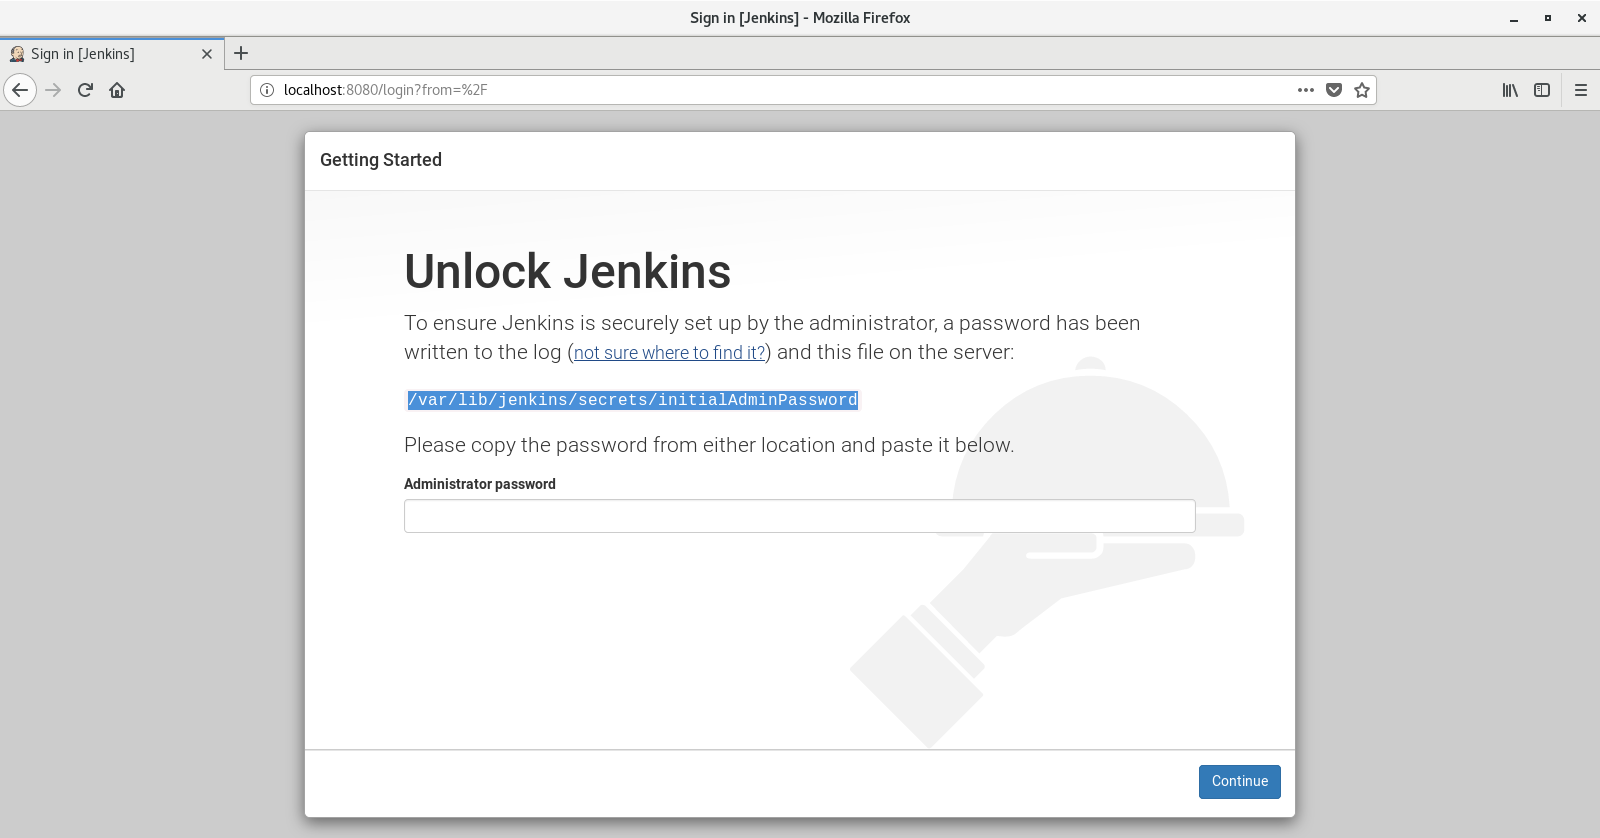 Sign in [Jenkins] - Mozilla Firefox
Sign in [Jenkins]
localhost:8080/login?from=%2F
Getting Started
Unlock Jenkins
To ensure Jenkins is securely set up by the administrator, a password has been
written to the log (not sure where to find it?) and this file on the server:
/var/lib/jenkins/secrets/initialAdminPassword
Please copy the password from either location and paste it below.
Administrator password
Continue